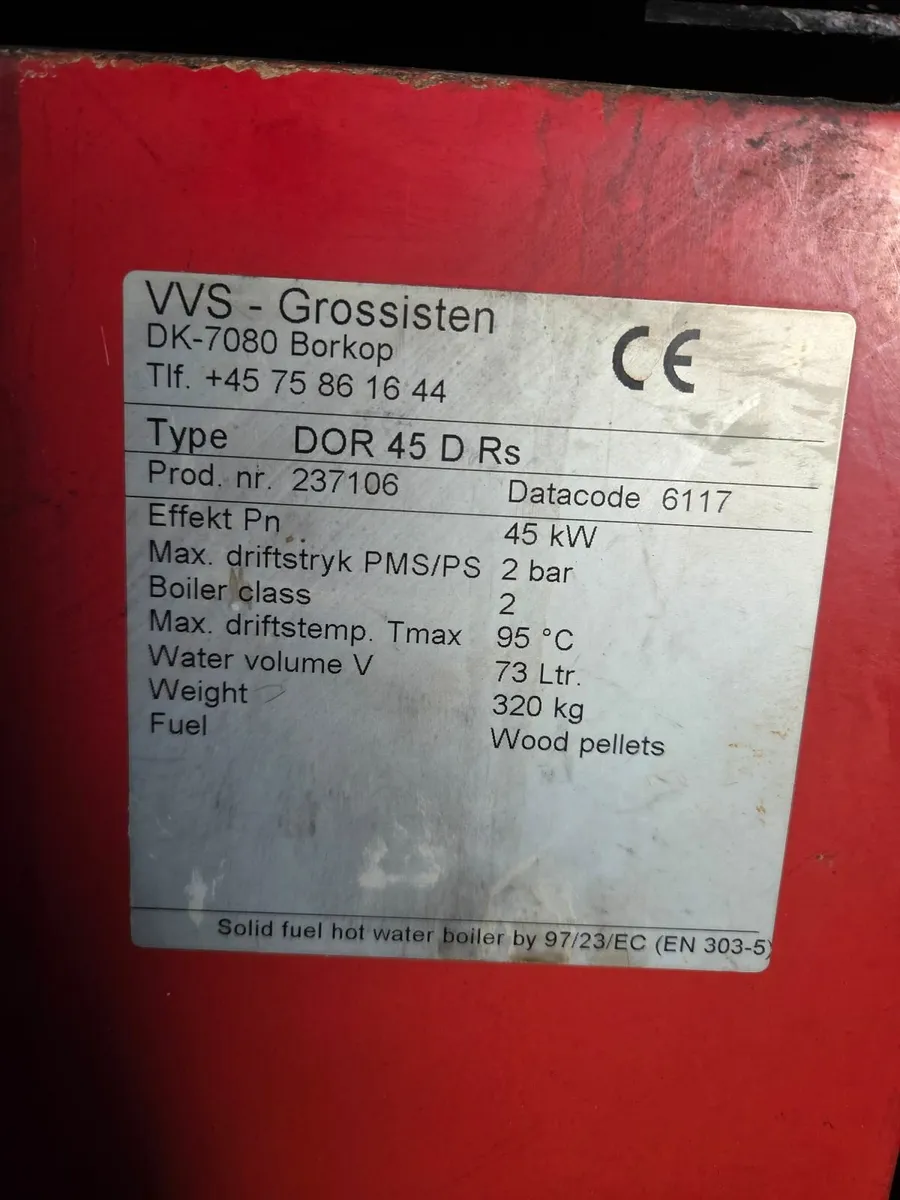 VVS - Grossisten
DK-7080 Borkop
Tlf. +45 75 86 16 44
CE
Type DOR 45 D Rs
Prod. nr. 237106 Datacode 6117
Effekt Pn 45 kW
Max. driftstryk PMS/PS 2 bar
Boiler class 2
Max. driftstemp. Tmax 95 °C
Water volume V 73 Ltr.
Weight 320 kg
Fuel Wood pellets
Solid fuel hot water boiler by 97/23/EC (EN 303-5)